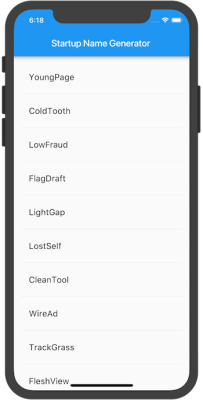 6:18
Startup Name Generator
YoungPage
ColdTooth
LowFraud
FlagDraft
LightGap
LostSelf
CleanTool
WireAd
TrackGrass
FleshView